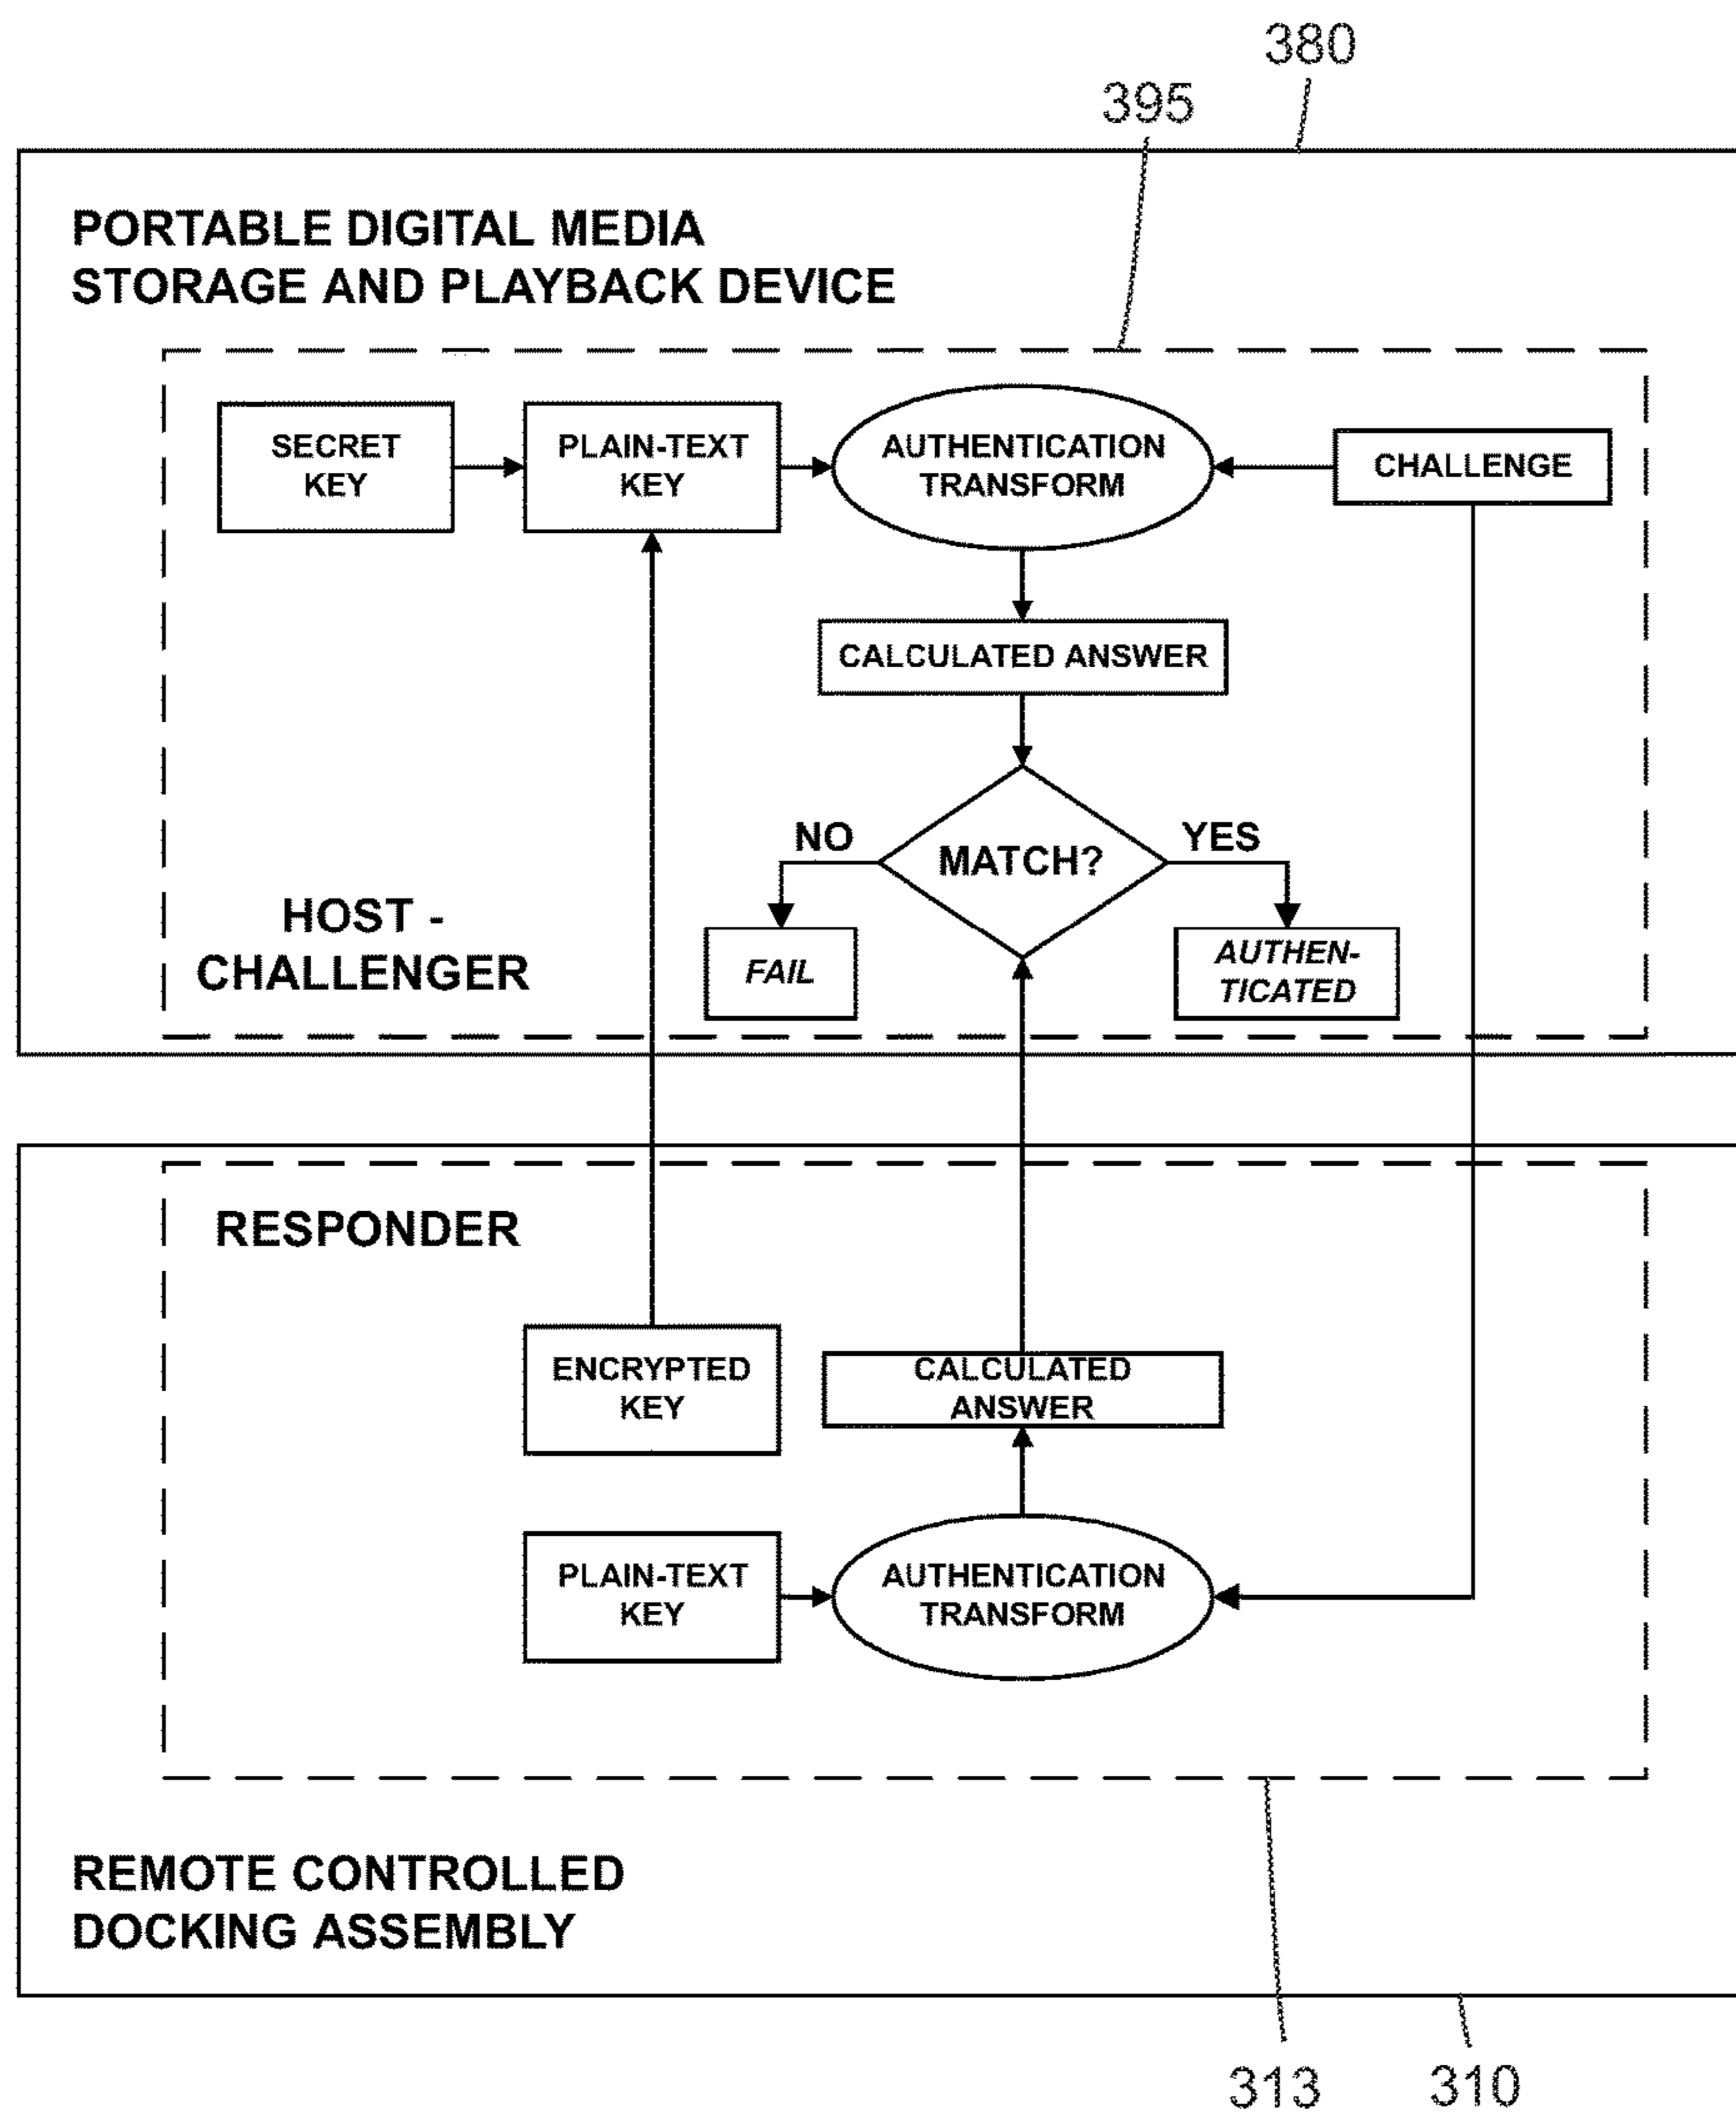 380
395
PORTABLE DIGITAL MEDIA
STORAGE AND PLAYBACK DEVICE
SECRET
KEY
PLAIN-TEXT
KEY
AUTHENTICATION
TRANSFORM
CHALLENGE
CALCULATED ANSWER
NO
MATCH?
YES
HOST -
CHALLENGER
FAIL
AUTHEN-
TICATED
RESPONDER
ENCRYPTED
KEY
CALCULATED
ANSWER
PLAIN-TEXT
KEY
AUTHENTICATION
TRANSFORM
REMOTE CONTROLLED
DOCKING ASSEMBLY
313
310